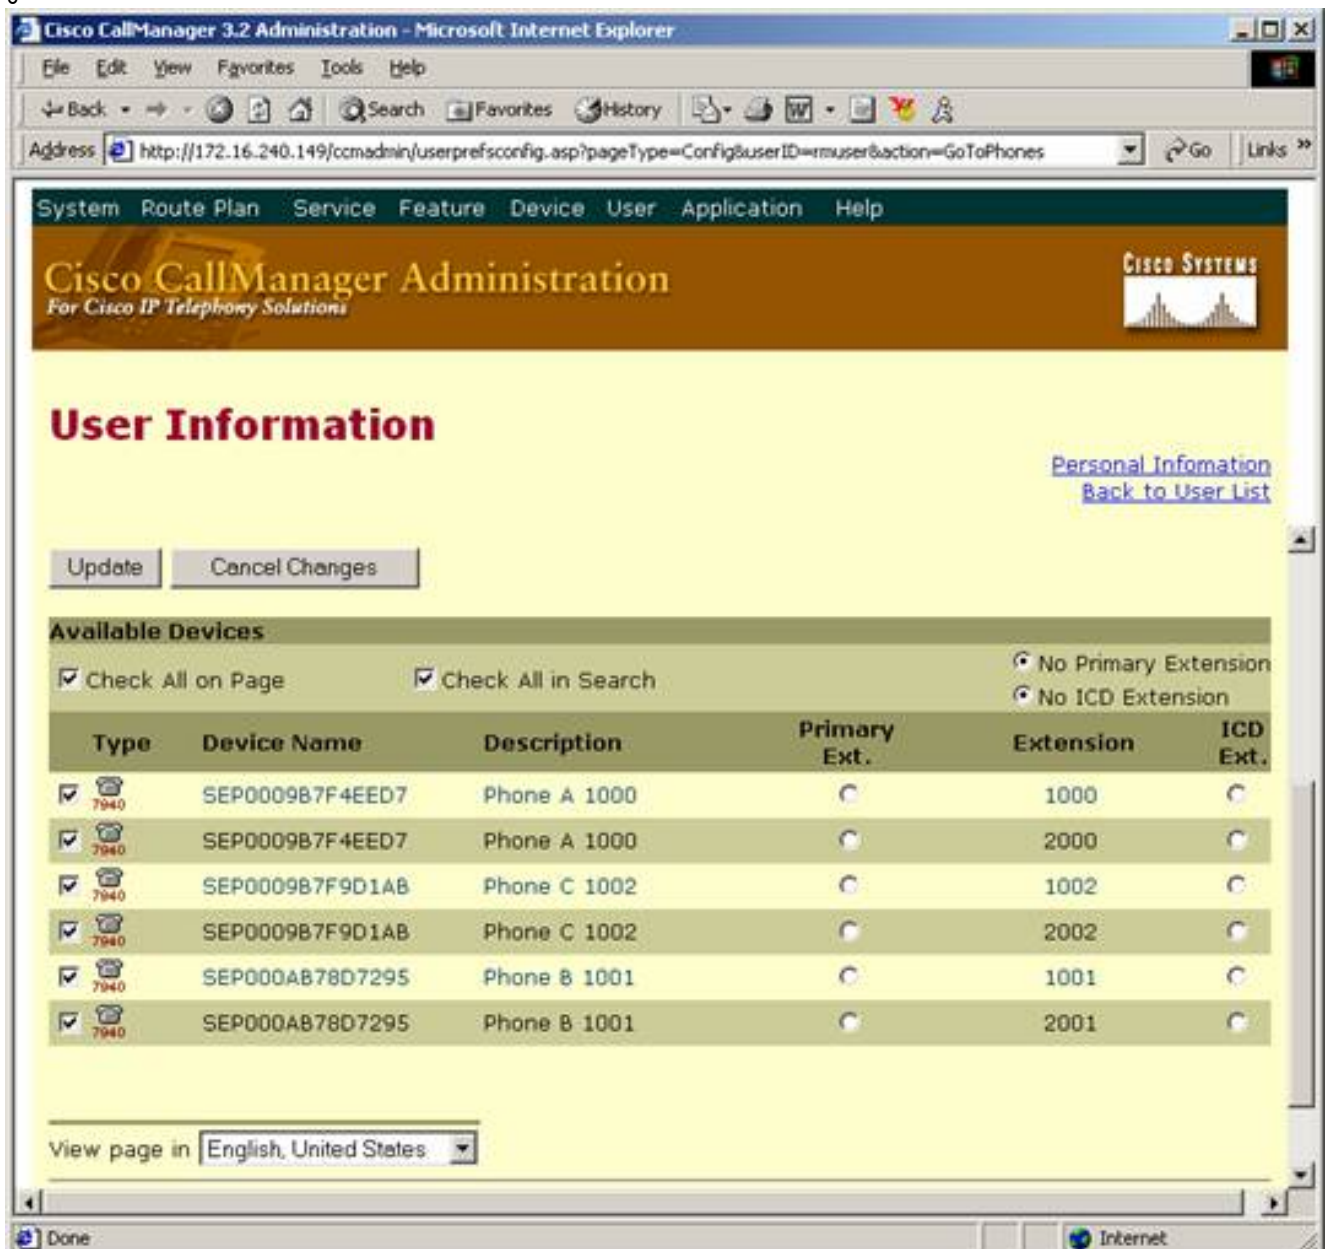 Cisco CallManager 3.2 Administration - Microsoft Internet Explorer
File Edit View Favorites Tools Help
Back Search Favorites History
Address http://172.16.240.149/ccmadmin/userprefsconfig.asp?pageType=Config&userID=rmuser&action=GoToPhones Go Links »
System Route Plan Service Feature Device User Application Help
Cisco CallManager Administration
For Cisco IP Telephony Solutions
CISCO SYSTEMS
User Information
Personal Infomation
Back to User List
Update Cancel Changes
Available Devices
Check All on Page Check All in Search No Primary Extension
No ICD Extension
Type Device Name Description Primary Ext. Extension ICD Ext.
7940 SEP0009B7F4EED7 Phone A 1000 1000
7940 SEP0009B7F4EED7 Phone A 1000 2000
7940 SEP0009B7F9D1AB Phone C 1002 1002
7940 SEP0009B7F9D1AB Phone C 1002 2002
7940 SEP000AB78D7295 Phone B 1001 1001
7940 SEP000AB78D7295 Phone B 1001 2001
View page in English, United States
Done Internet